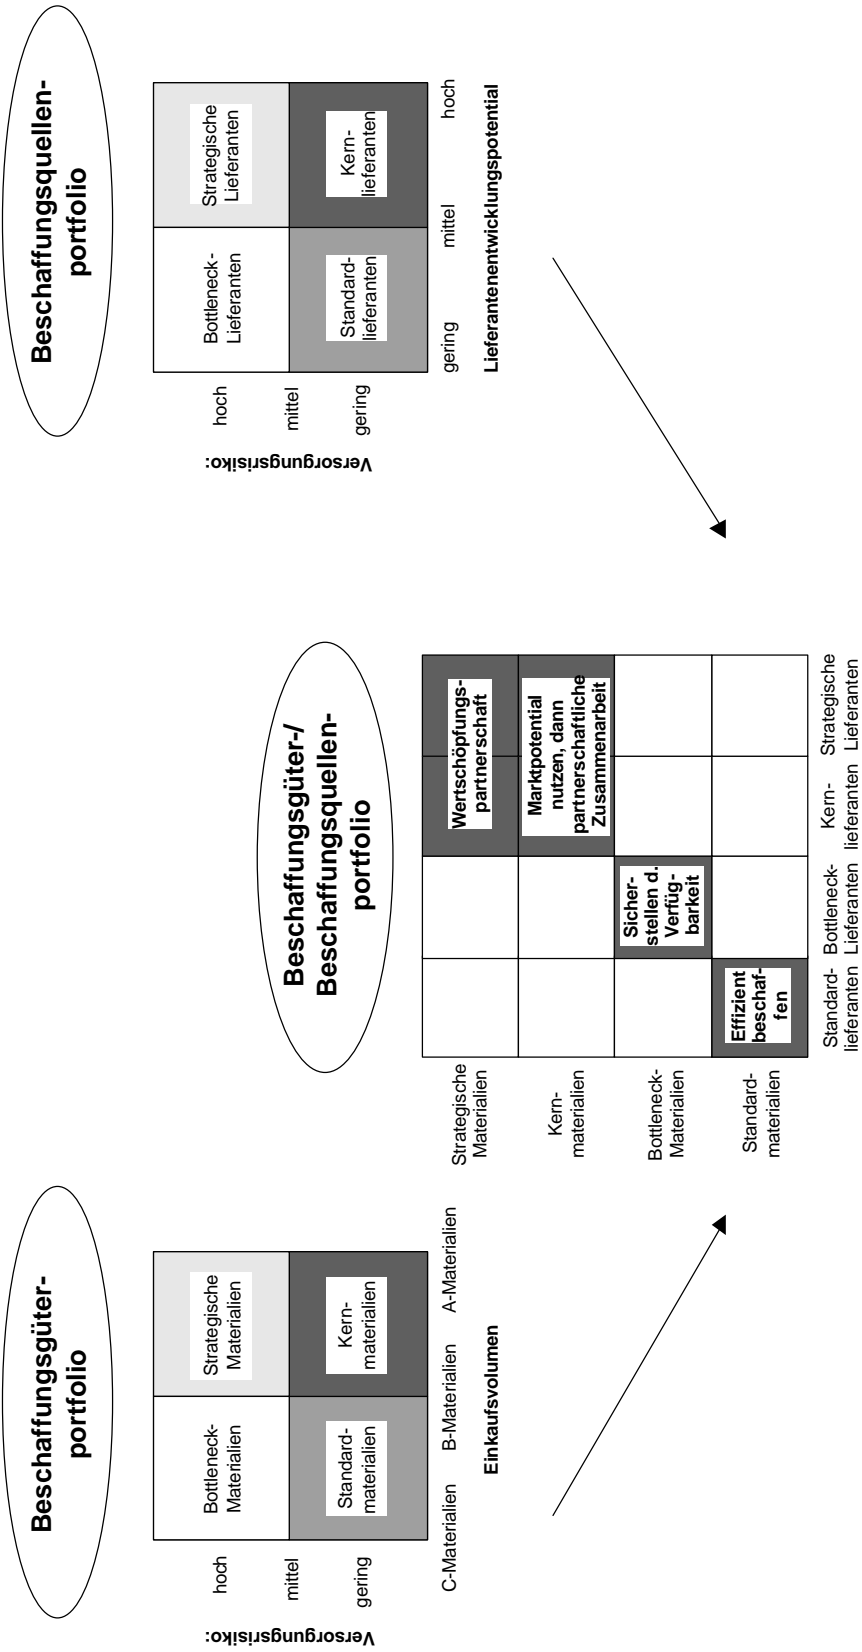 Beschaffungsgüter-
portfolio
Versorgungsrisiko:
hoch
mittel
gering
Bottleneck-
Materialien
Strategische
Materialien
Standard-
materialien
Kern-
materialien
C-Materialien
B-Materialien
A-Materialien
Einkaufsvolumen
Beschaffungsgüter-/
Beschaffungsquellen-
portfolio
Strategische
Materialien
Kern-
materialien
Bottleneck-
Materialien
Standard-
materialien
Wertschöpfungs-
partnerschaft
Marktpotential
nutzen, dann
partnerschaftliche
Zusammenarbeit
Sicher-
stellen d.
Verfüg-
barkeit
Effizient
beschaf-
fen
Standard-
lieferanten
Bottleneck-
Lieferanten
Kern-
lieferanten
Strategische
Lieferanten
Beschaffungsquellen-
portfolio
Versorgungsrisiko:
hoch
mittel
gering
Bottleneck-
Lieferanten
Strategische
Lieferanten
Standard-
lieferanten
Kern-
lieferanten
gering
mittel
hoch
Lieferantenentwicklungspotential